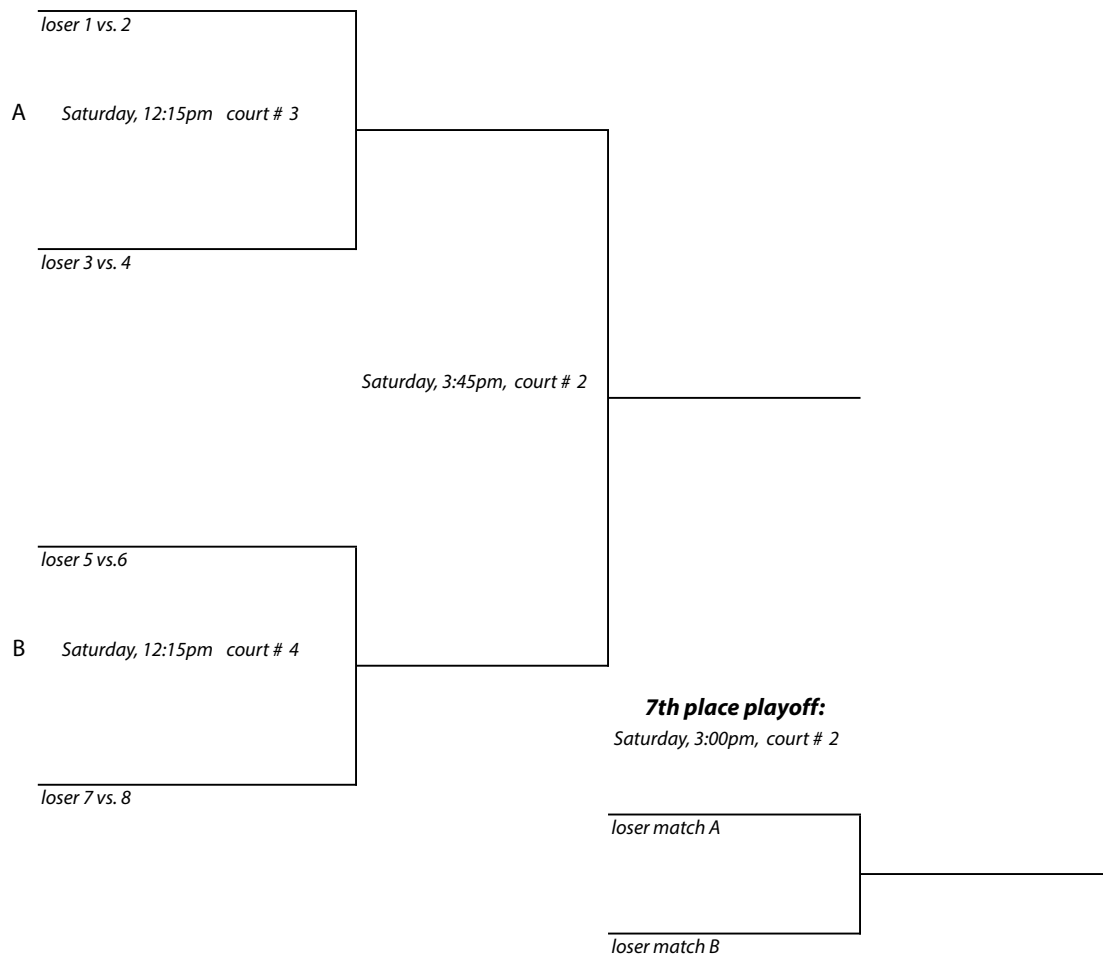 loser 1 vs. 2
A Saturday, 12:15pm court # 3
loser 3 vs. 4
Saturday, 3:45pm, court # 2
loser 5 vs.6
B Saturday, 12:15pm court # 4
7th place playoff:
Saturday, 3:00pm, court # 2
loser 7 vs. 8
loser match A
loser match B